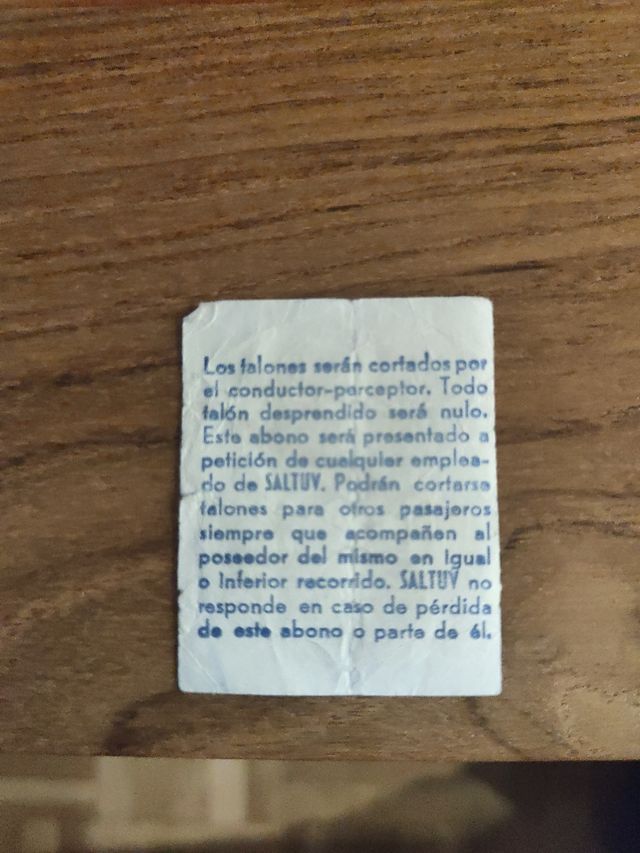 Los talones serán cortados por
el conductor-perceptor. Todo
talón desprendido será nulo.
Este abono será presentado a
petición de cualquier emplea-
do de SALTUV. Podrán cortarse
talones para otros pasajeros
siempre que acompañen al
poseedor del mismo en igual
o inferior recorrido. SALTUV no
responde en caso de pérdida
de este abono o parte de él.